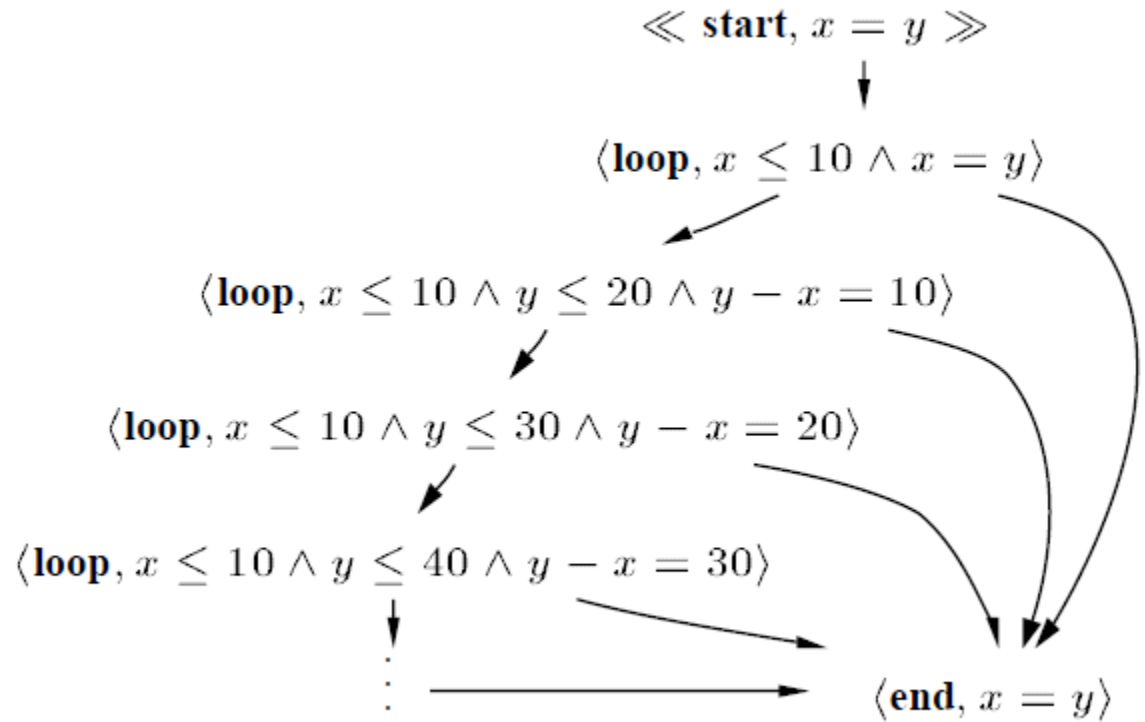 ≪ start, x = y ≫
⟨loop, x ≤ 10 ∧ x = y⟩
⟨loop, x ≤ 10 ∧ y ≤ 20 ∧ y − x = 10⟩
⟨loop, x ≤ 10 ∧ y ≤ 30 ∧ y − x = 20⟩
⟨loop, x ≤ 10 ∧ y ≤ 40 ∧ y − x = 30⟩
⋮
⟨end, x = y⟩